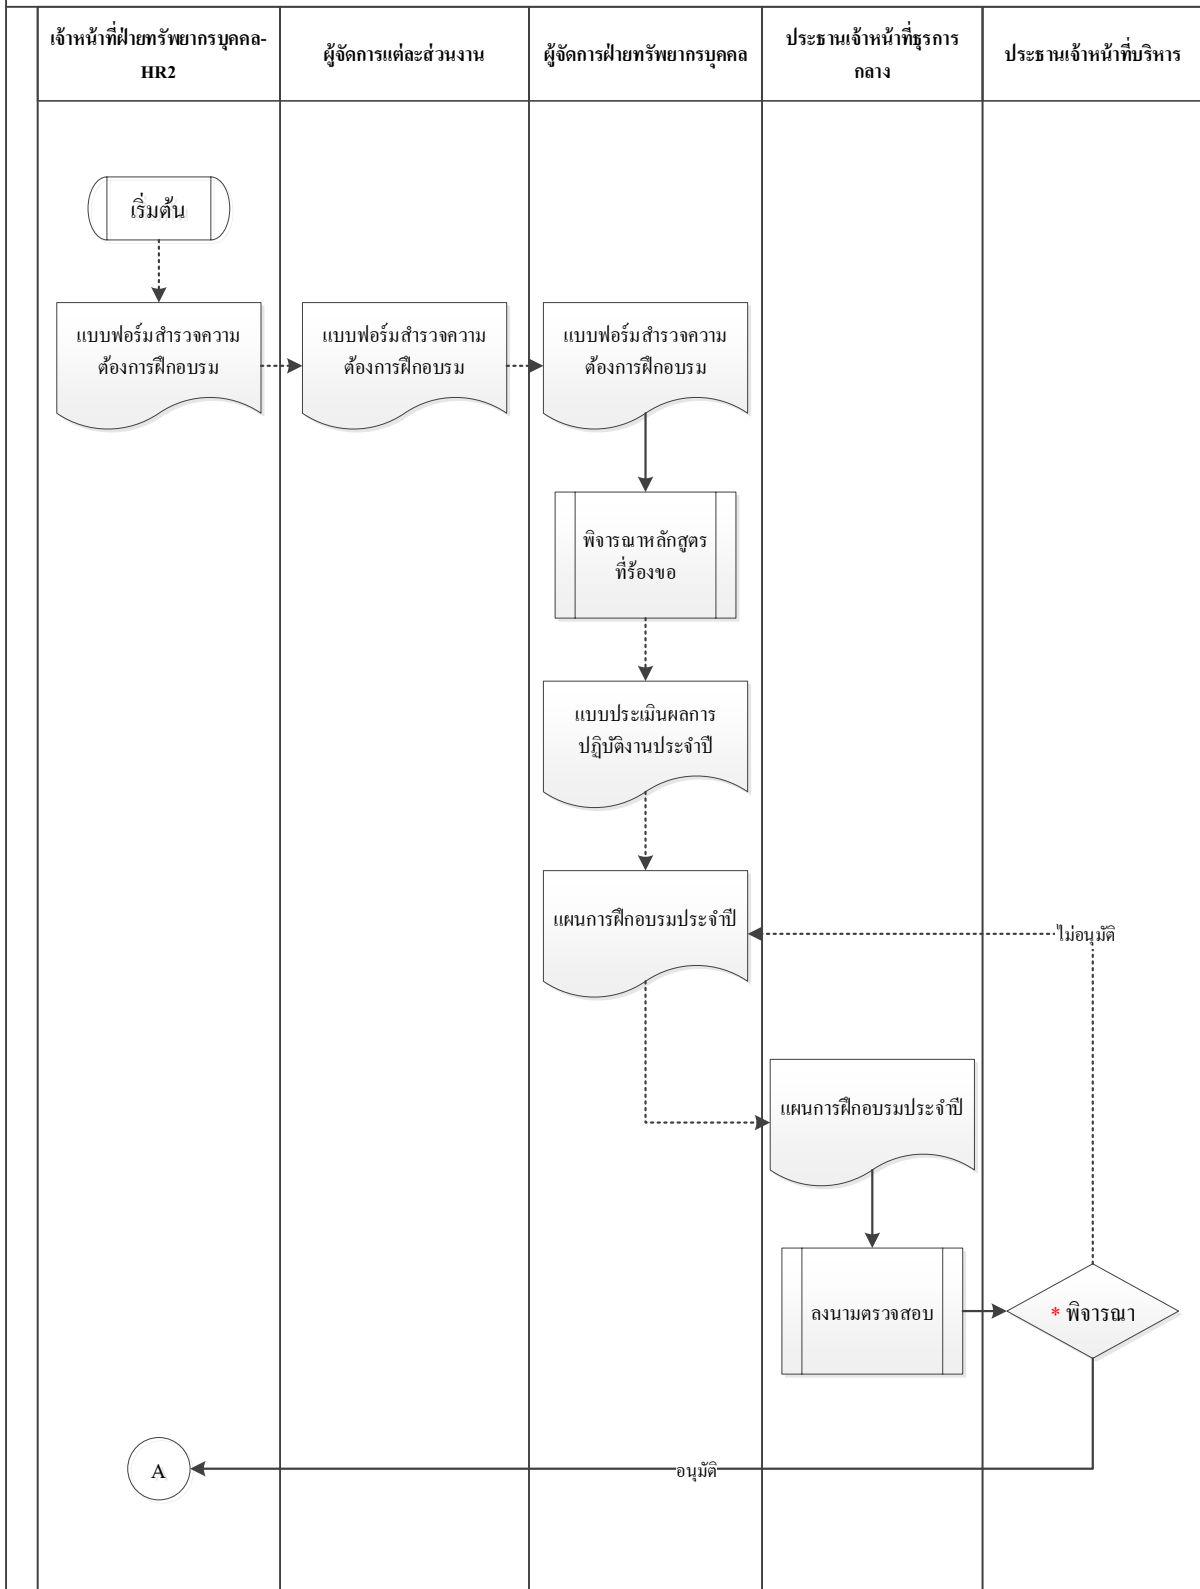 เจ้าหน้าที่ฝ่ายทรัพยากรบุคคล-
HR2
ผู้จัดการแต่ละส่วนงาน
ผู้จัดการฝ่ายทรัพยากรบุคคล
ประธานเจ้าหน้าที่ธุรการ
กลาง
ประธานเจ้าหน้าที่บริหาร
เริ่มต้น
แบบฟอร์มสำรวจความ
ต้องการฝึกอบรม
แบบฟอร์มสำรวจความ
ต้องการฝึกอบรม
แบบฟอร์มสำรวจความ
ต้องการฝึกอบรม
พิจารณาหลักสูตร
ที่ร้องขอ
แบบประเมินผลการ
ปฏิบัติงานประจำปี
แผนการฝึกอบรมประจำปี
ไม่อนุมัติ
แผนการฝึกอบรมประจำปี
ลงนามตรวจสอบ
* พิจารณา
A
อนุมัติ